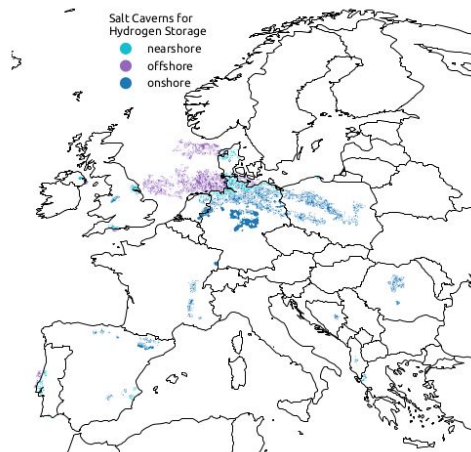 Salt Caverns for
Hydrogen Storage
nearshore
offshore
onshore